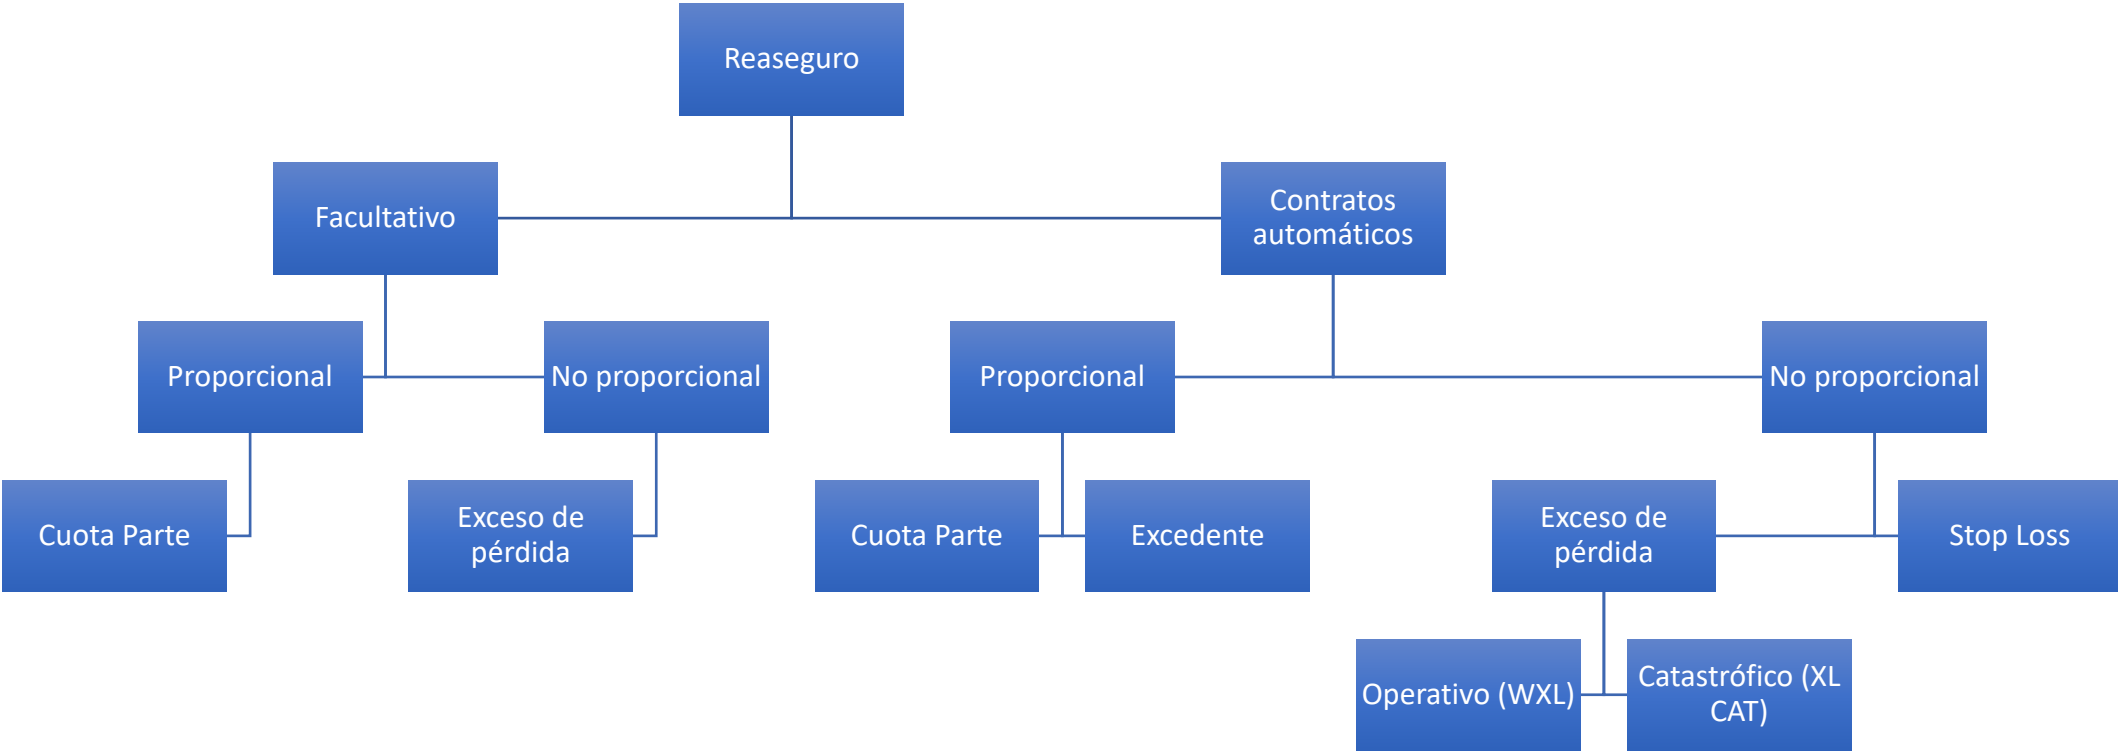 Reaseguro
Facultativo
Contratos
automáticos
Proporcional
No proporcional
Proporcional
No proporcional
Cuota Parte
Exceso de
pérdida
Cuota Parte
Excedente
Exceso de
pérdida
Stop Loss
Operativo (WXL)
Catastrófico (XL
CAT)